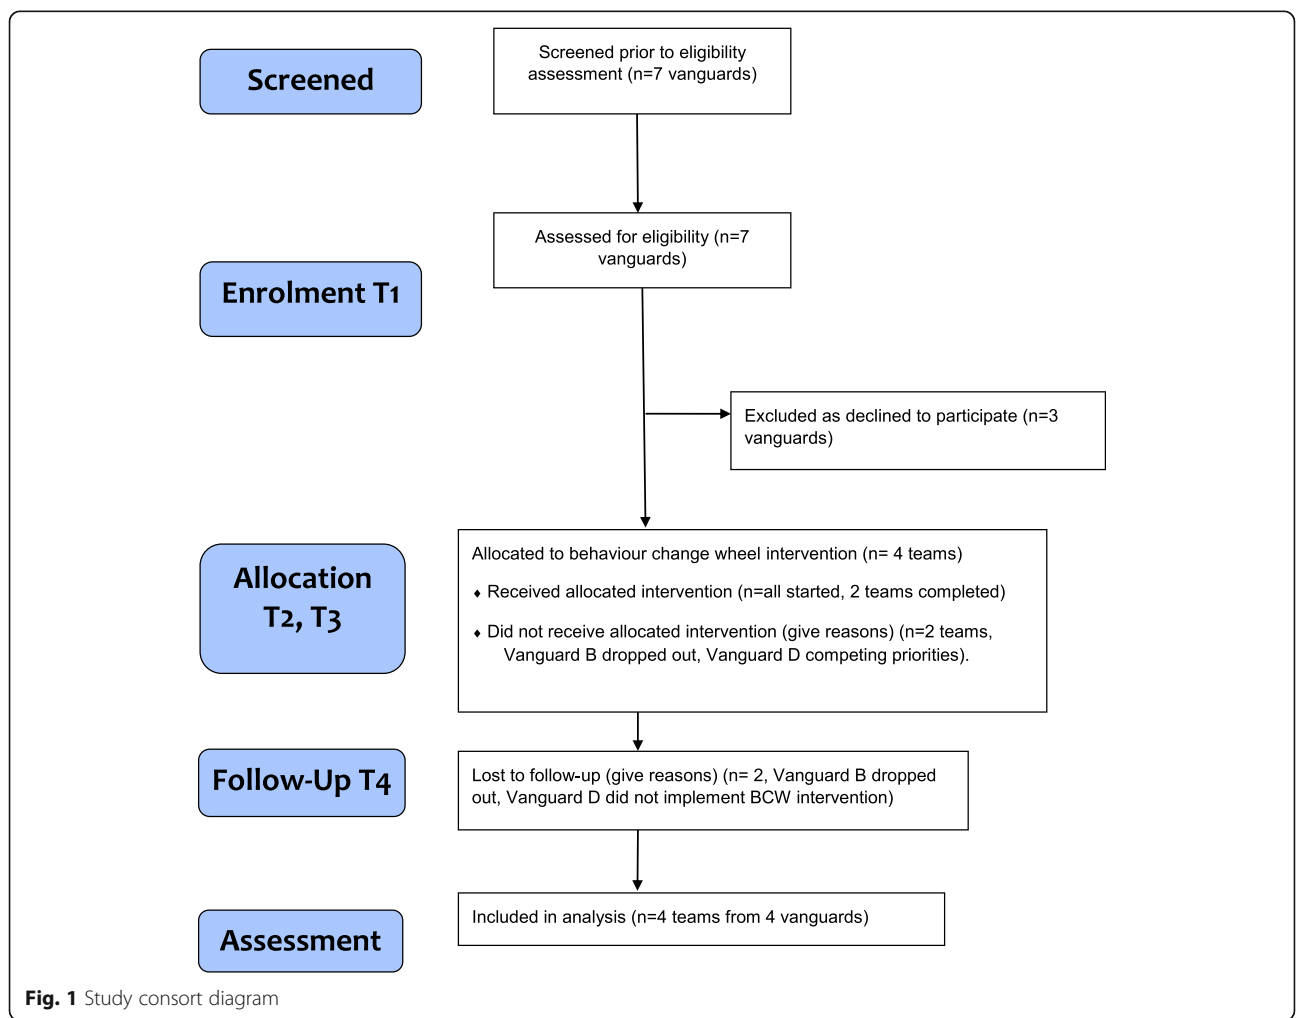 Screened
Screened prior to eligibility
assessment (n=7 vanguards)
Assessed for eligibility (n=7
vanguards)
Enrolment T1
Excluded as declined to participate (n=3
vanguards)
Allocation
T2, T3
Allocated to behaviour change wheel intervention (n= 4 teams)
♦ Received allocated intervention (n=all started, 2 teams completed)
♦ Did not receive allocated intervention (give reasons) (n=2 teams,
Vanguard B dropped out, Vanguard D competing priorities).
Follow-Up T4
Lost to follow-up (give reasons) (n= 2, Vanguard B dropped
out, Vanguard D did not implement BCW intervention)
Included in analysis (n=4 teams from 4 vanguards)
Assessment
Fig. 1 Study consort diagram